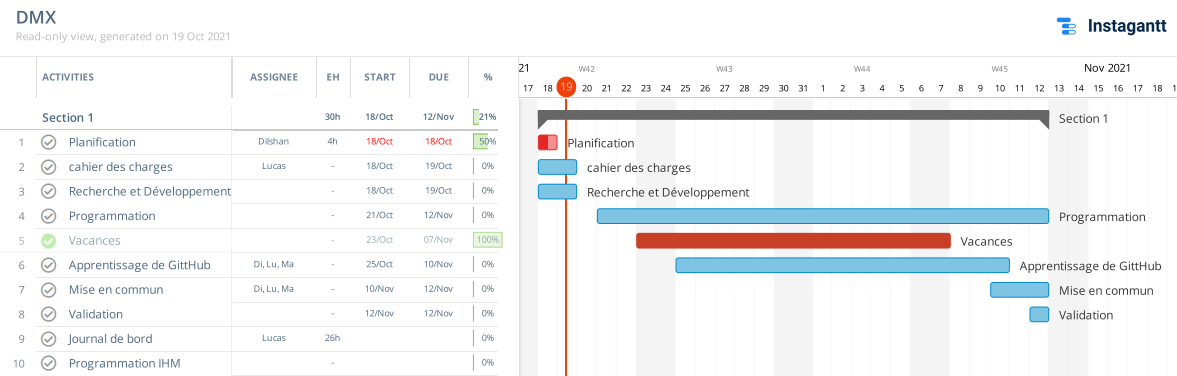 DMX
Read-only view, generated on 19 Oct 2021
Instagantt
ACTIVITIES ASSIGNEE EH START DUE %
21 W42 W43 W44 W45 Nov 2021
17 18 19 20 21 22 23 24 25 26 27 28 29 30 31 1 2 3 4 5 6 7 8 9 10 11 12 13 14 15 16 17 18 1
Section 1 30h 18/Oct 12/Nov 21% Section 1
1 Planification Dilshan 4h 18/Oct 18/Oct 50% Planification
2 cahier des charges Lucas - 18/Oct 19/Oct 0% cahier des charges
3 Recherche et Développement - 18/Oct 19/Oct 0% Recherche et Développement
4 Programmation - 21/Oct 12/Nov 0% Programmation
5 Vacances - 23/Oct 07/Nov 100% Vacances
6 Apprentissage de GittHub Di, Lu, Ma - 25/Oct 10/Nov 0% Apprentissage de GittHub
7 Mise en commun Di, Lu, Ma - 10/Nov 12/Nov 0% Mise en commun
8 Validation - 12/Nov 12/Nov 0% Validation
9 Journal de bord Lucas 26h 0%
10 Programmation IHM - 0%